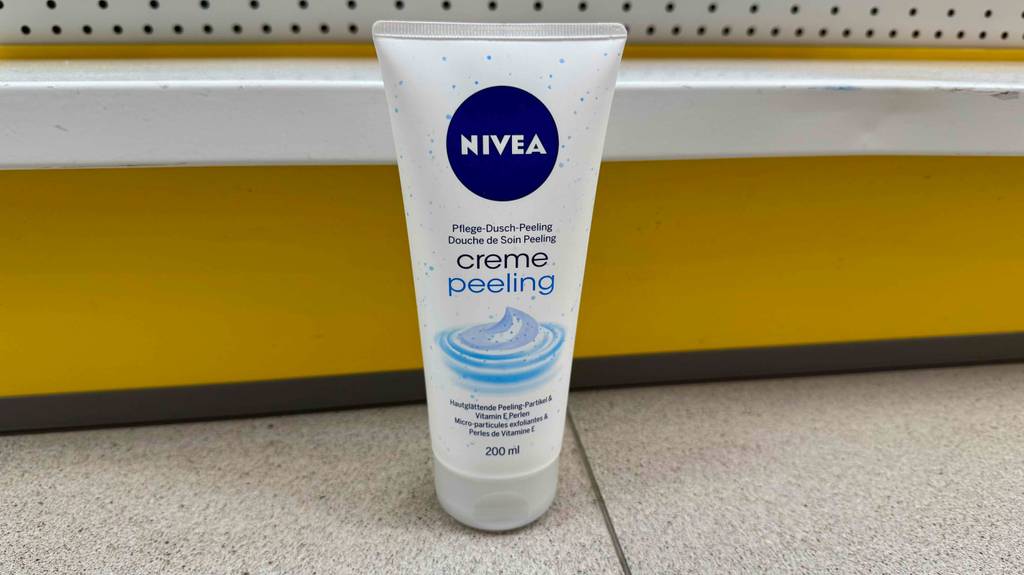 NIVEA
Pflege-Dusch-Peeling
Douche de Soin Peeling
creme
peeling
Hautglättende Peeling-Partikel &
Vitamin E Perlen
Micro-particules exfoliantes &
Perles de Vitamine E
200 ml